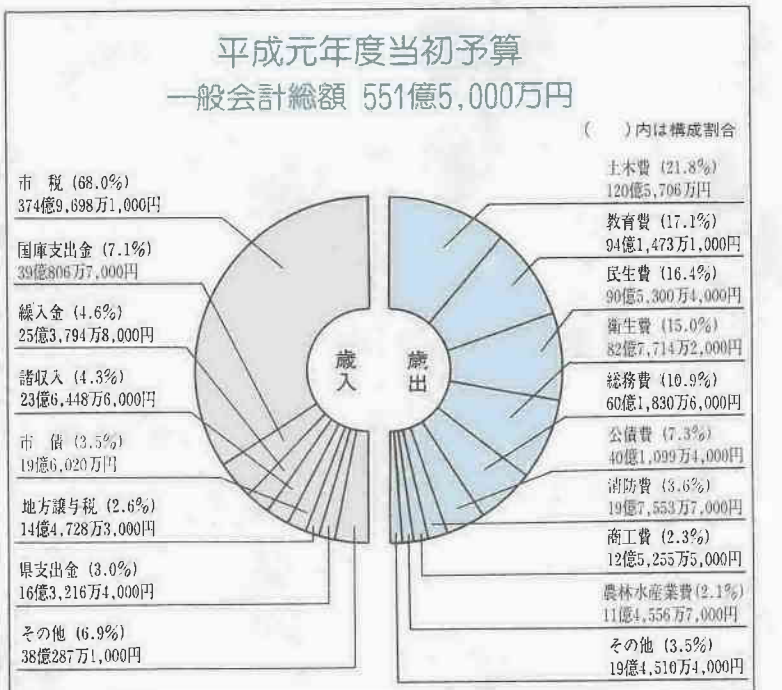 平成元年度当初予算
一般会計総額 551億5,000万円
(　)内は構成割合
市 税 (68.0%)
374億9,698万1,000円
国庫支出金 (7.1%)
39億806万7,000円
繰入金 (4.6%)
25億3,794万8,000円
諸収入 (4.3%)
23億6,448万6,000円
市 債 (3.5%)
19億6,020万円
地方譲与税 (2.6%)
14億4,728万3,000円
県支出金 (3.0%)
16億3,216万4,000円
その他 (6.9%)
38億287万1,000円
歳入
歳出
土木費 (21.8%)
120億5,706万円
教育費 (17.1%)
94億1,473万1,000円
民生費 (16.4%)
90億5,300万4,000円
衛生費 (15.0%)
82億7,714万2,000円
総務費 (10.9%)
60億1,830万6,000円
公債費 (7.3%)
40億1,099万4,000円
消防費 (3.6%)
19億7,553万7,000円
商工費 (2.3%)
12億5,255万5,000円
農林水産業費(2.1%)
11億4,556万7,000円
その他 (3.5%)
19億4,510万4,000円